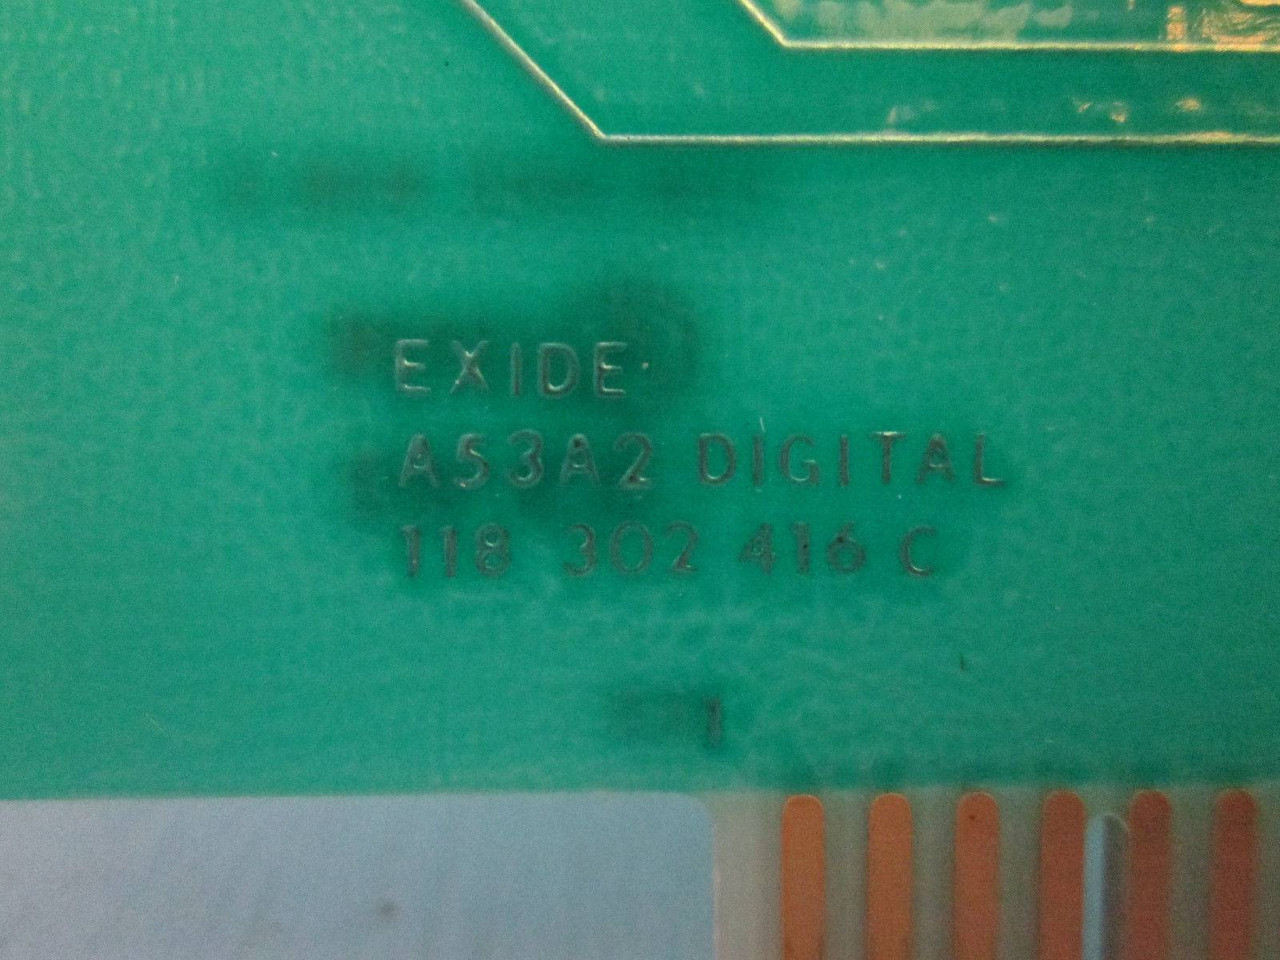 EXIDE
A53A2 DIGITAL
118 302 416 C
1